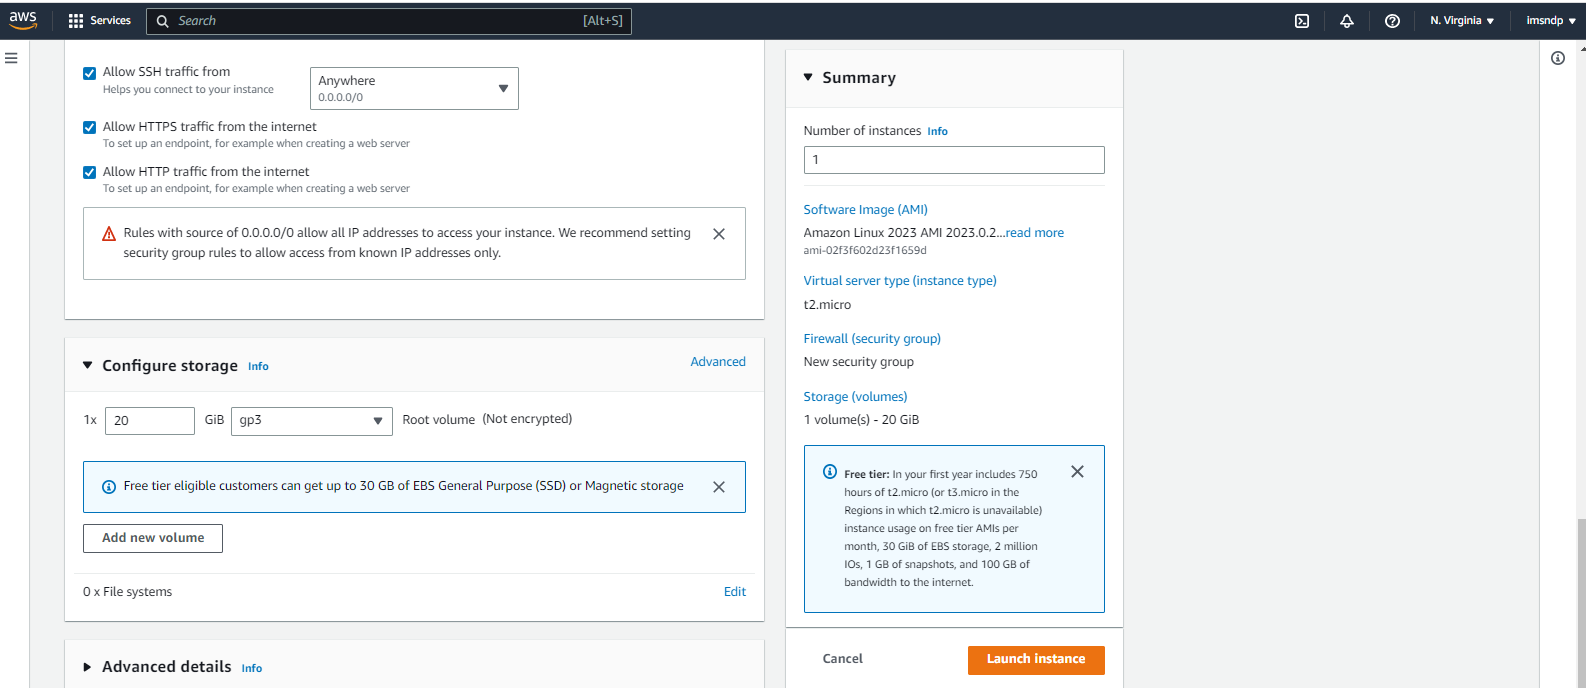 aws
Services
Search
[Alt+S]
N. Virginia
imsndp
Allow SSH traffic from
Helps you connect to your instance
Anywhere
0.0.0.0/0
Allow HTTPS traffic from the internet
To set up an endpoint, for example when creating a web server
Allow HTTP traffic from the internet
To set up an endpoint, for example when creating a web server
Rules with source of 0.0.0.0/0 allow all IP addresses to access your instance. We recommend setting
security group rules to allow access from known IP addresses only.
Configure storage Info
Advanced
1x 20 GiB gp3 Root volume (Not encrypted)
Free tier eligible customers can get up to 30 GB of EBS General Purpose (SSD) or Magnetic storage
Add new volume
0 x File systems
Edit
Advanced details Info
Summary
Number of instances Info
1
Software Image (AMI)
Amazon Linux 2023 AMI 2023.0.2...read more
ami-02f3f602d23f1659d
Virtual server type (instance type)
t2.micro
Firewall (security group)
New security group
Storage (volumes)
1 volume(s) - 20 GiB
Free tier: In your first year includes 750
hours of t2.micro (or t3.micro in the
Regions in which t2.micro is unavailable)
instance usage on free tier AMIs per
month, 30 GiB of EBS storage, 2 million
IOs, 1 GB of snapshots, and 100 GB of
bandwidth to the internet.
Cancel
Launch instance